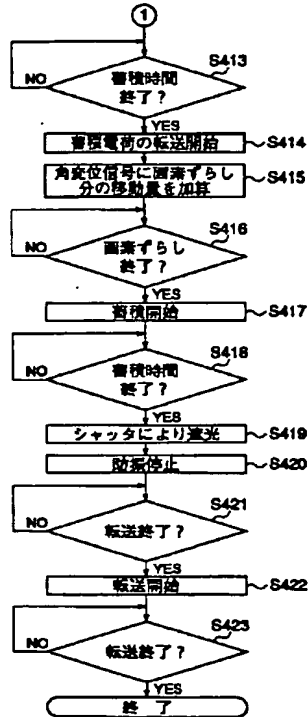 1
S413
蓄積時間
終了?
NO
YES
蓄積電荷の転送開始
S414
角変位信号に画素ずらし
分の移動量を加算
S415
S416
画素ずらし
終了?
NO
YES
蓄積開始
S417
S418
蓄積時間
終了?
NO
YES
シャッタにより遮光
S419
防振停止
S420
S421
転送終了?
NO
YES
転送開始
S422
S423
転送終了?
NO
YES
終 了